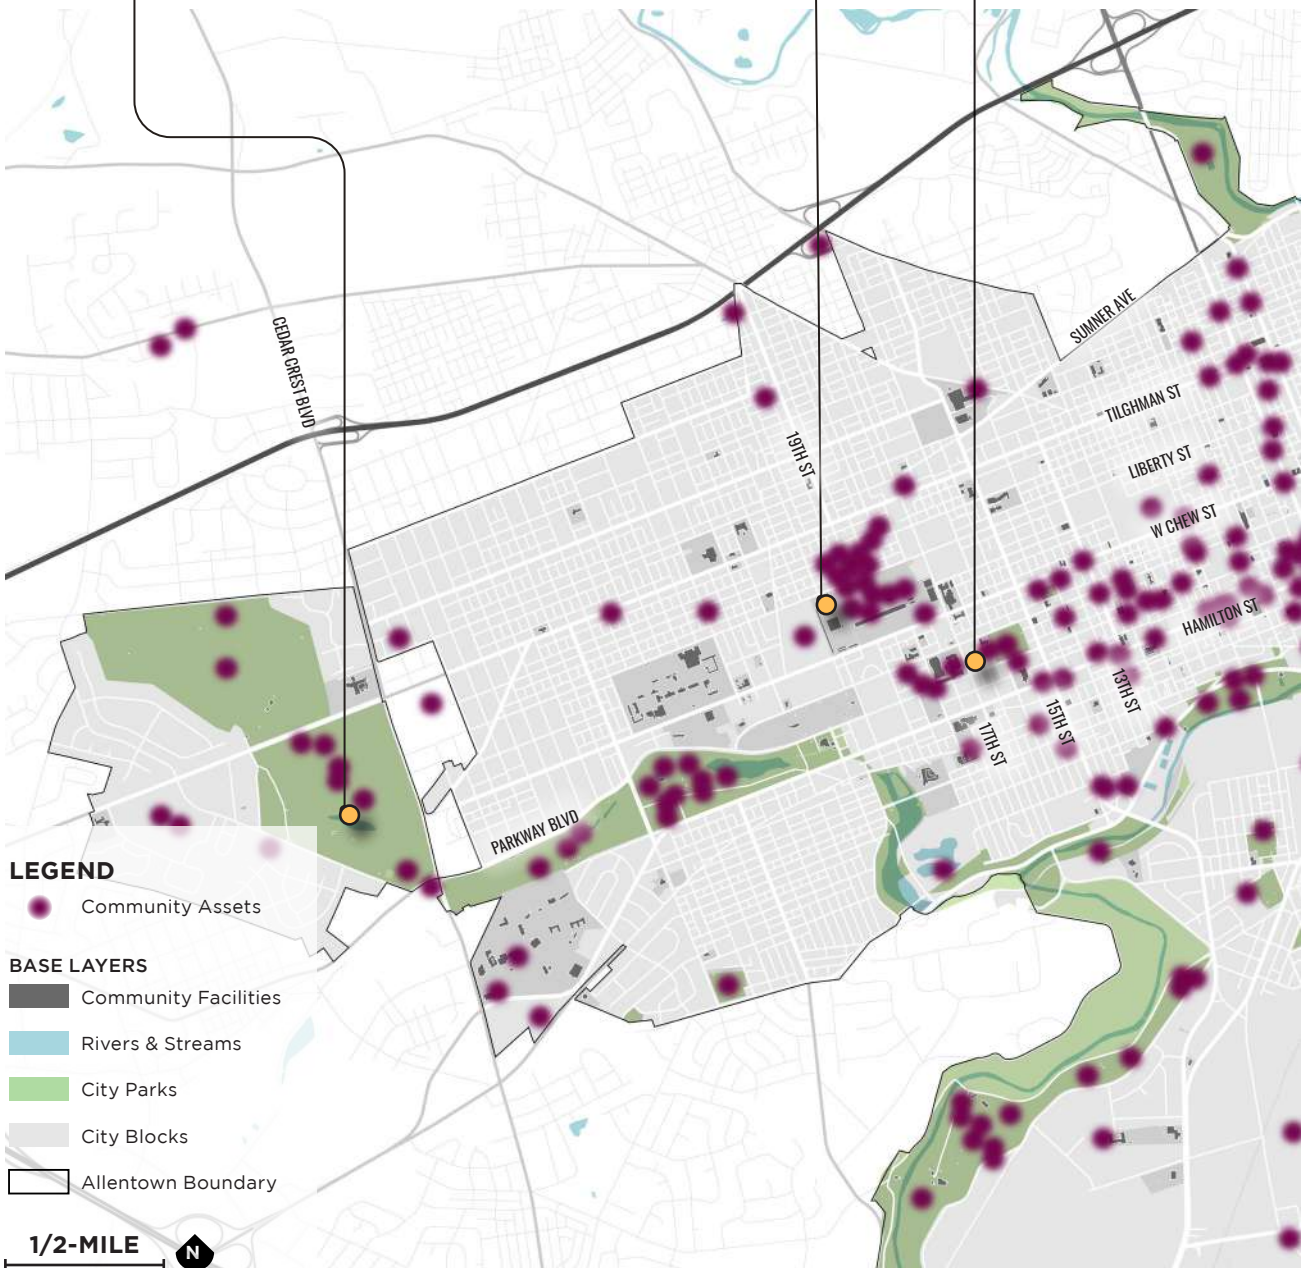 SUMNER AVE
CEDAR CREST BLVD
TILGHMAN ST
19TH ST
LIBERTY ST
W CHEW ST
HAMILTON ST
13TH ST
15TH ST
17TH ST
PARKWAY BLVD
LEGEND
Community Assets
BASE LAYERS
Community Facilities
Rivers & Streams
City Parks
City Blocks
Allentown Boundary
1/2-MILE
N